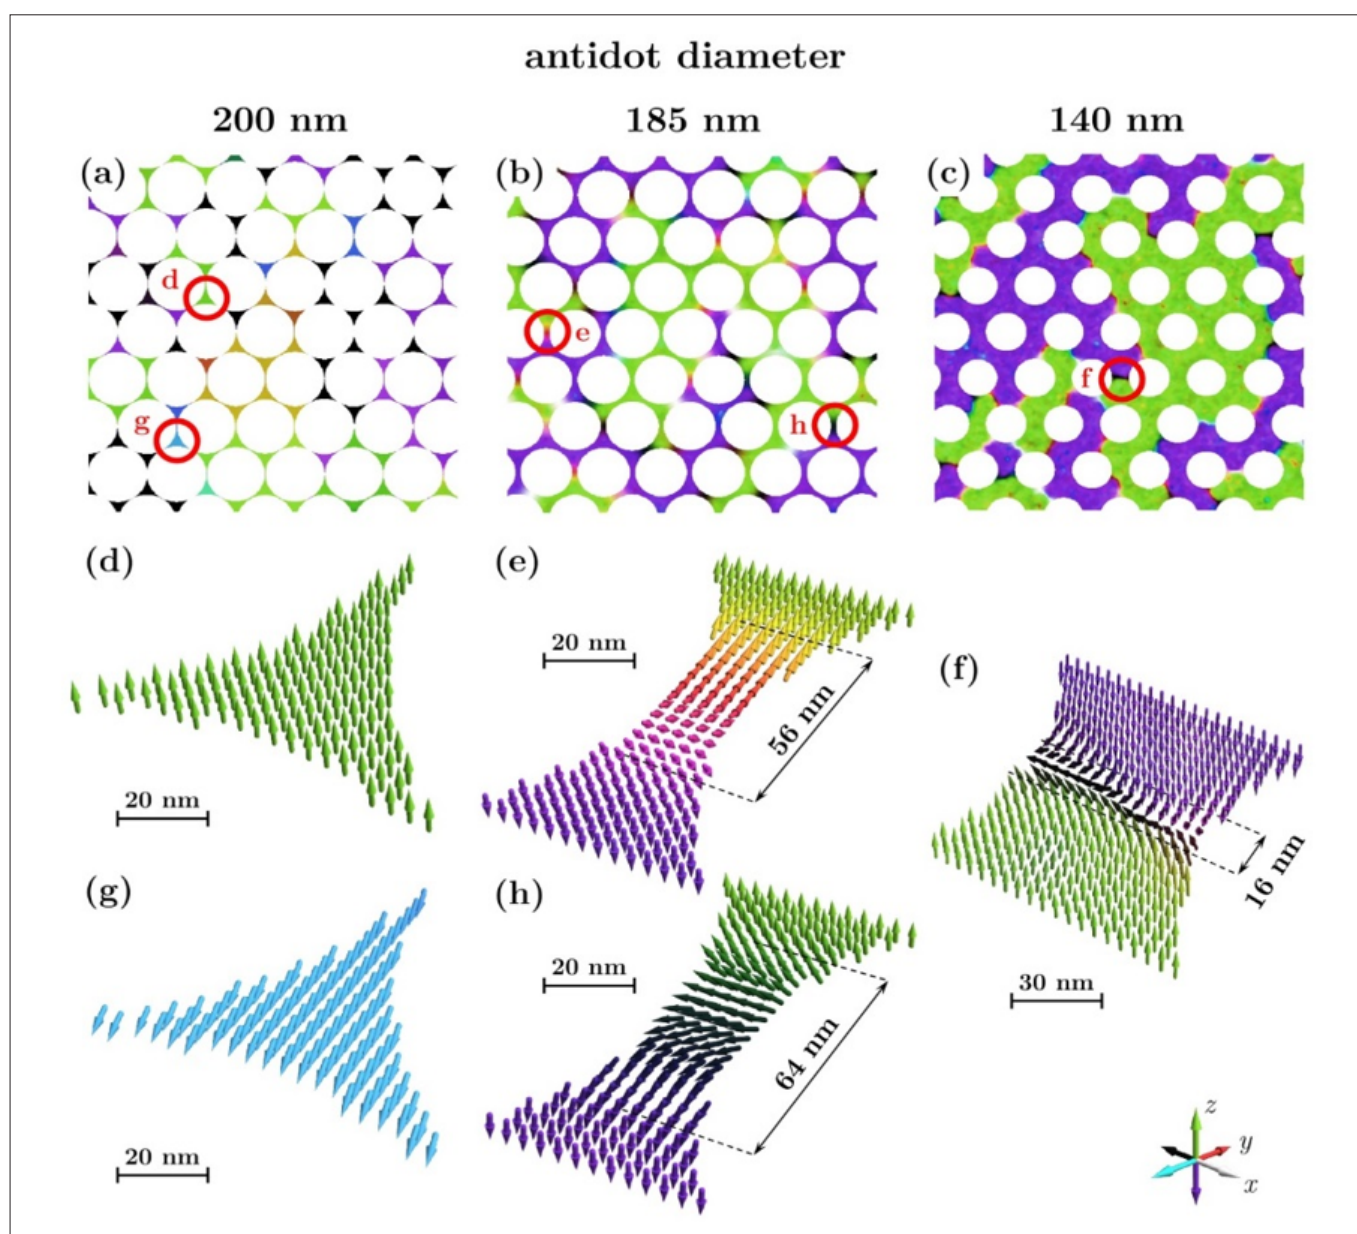 antidot diameter
200 nm 185 nm 140 nm
(a) (b) (c)
d
e
f
g
h
(d) (e)
20 nm
56 nm
(f)
20 nm
16 nm
(g) (h)
20 nm
64 nm
30 nm
20 nm
z
y
x